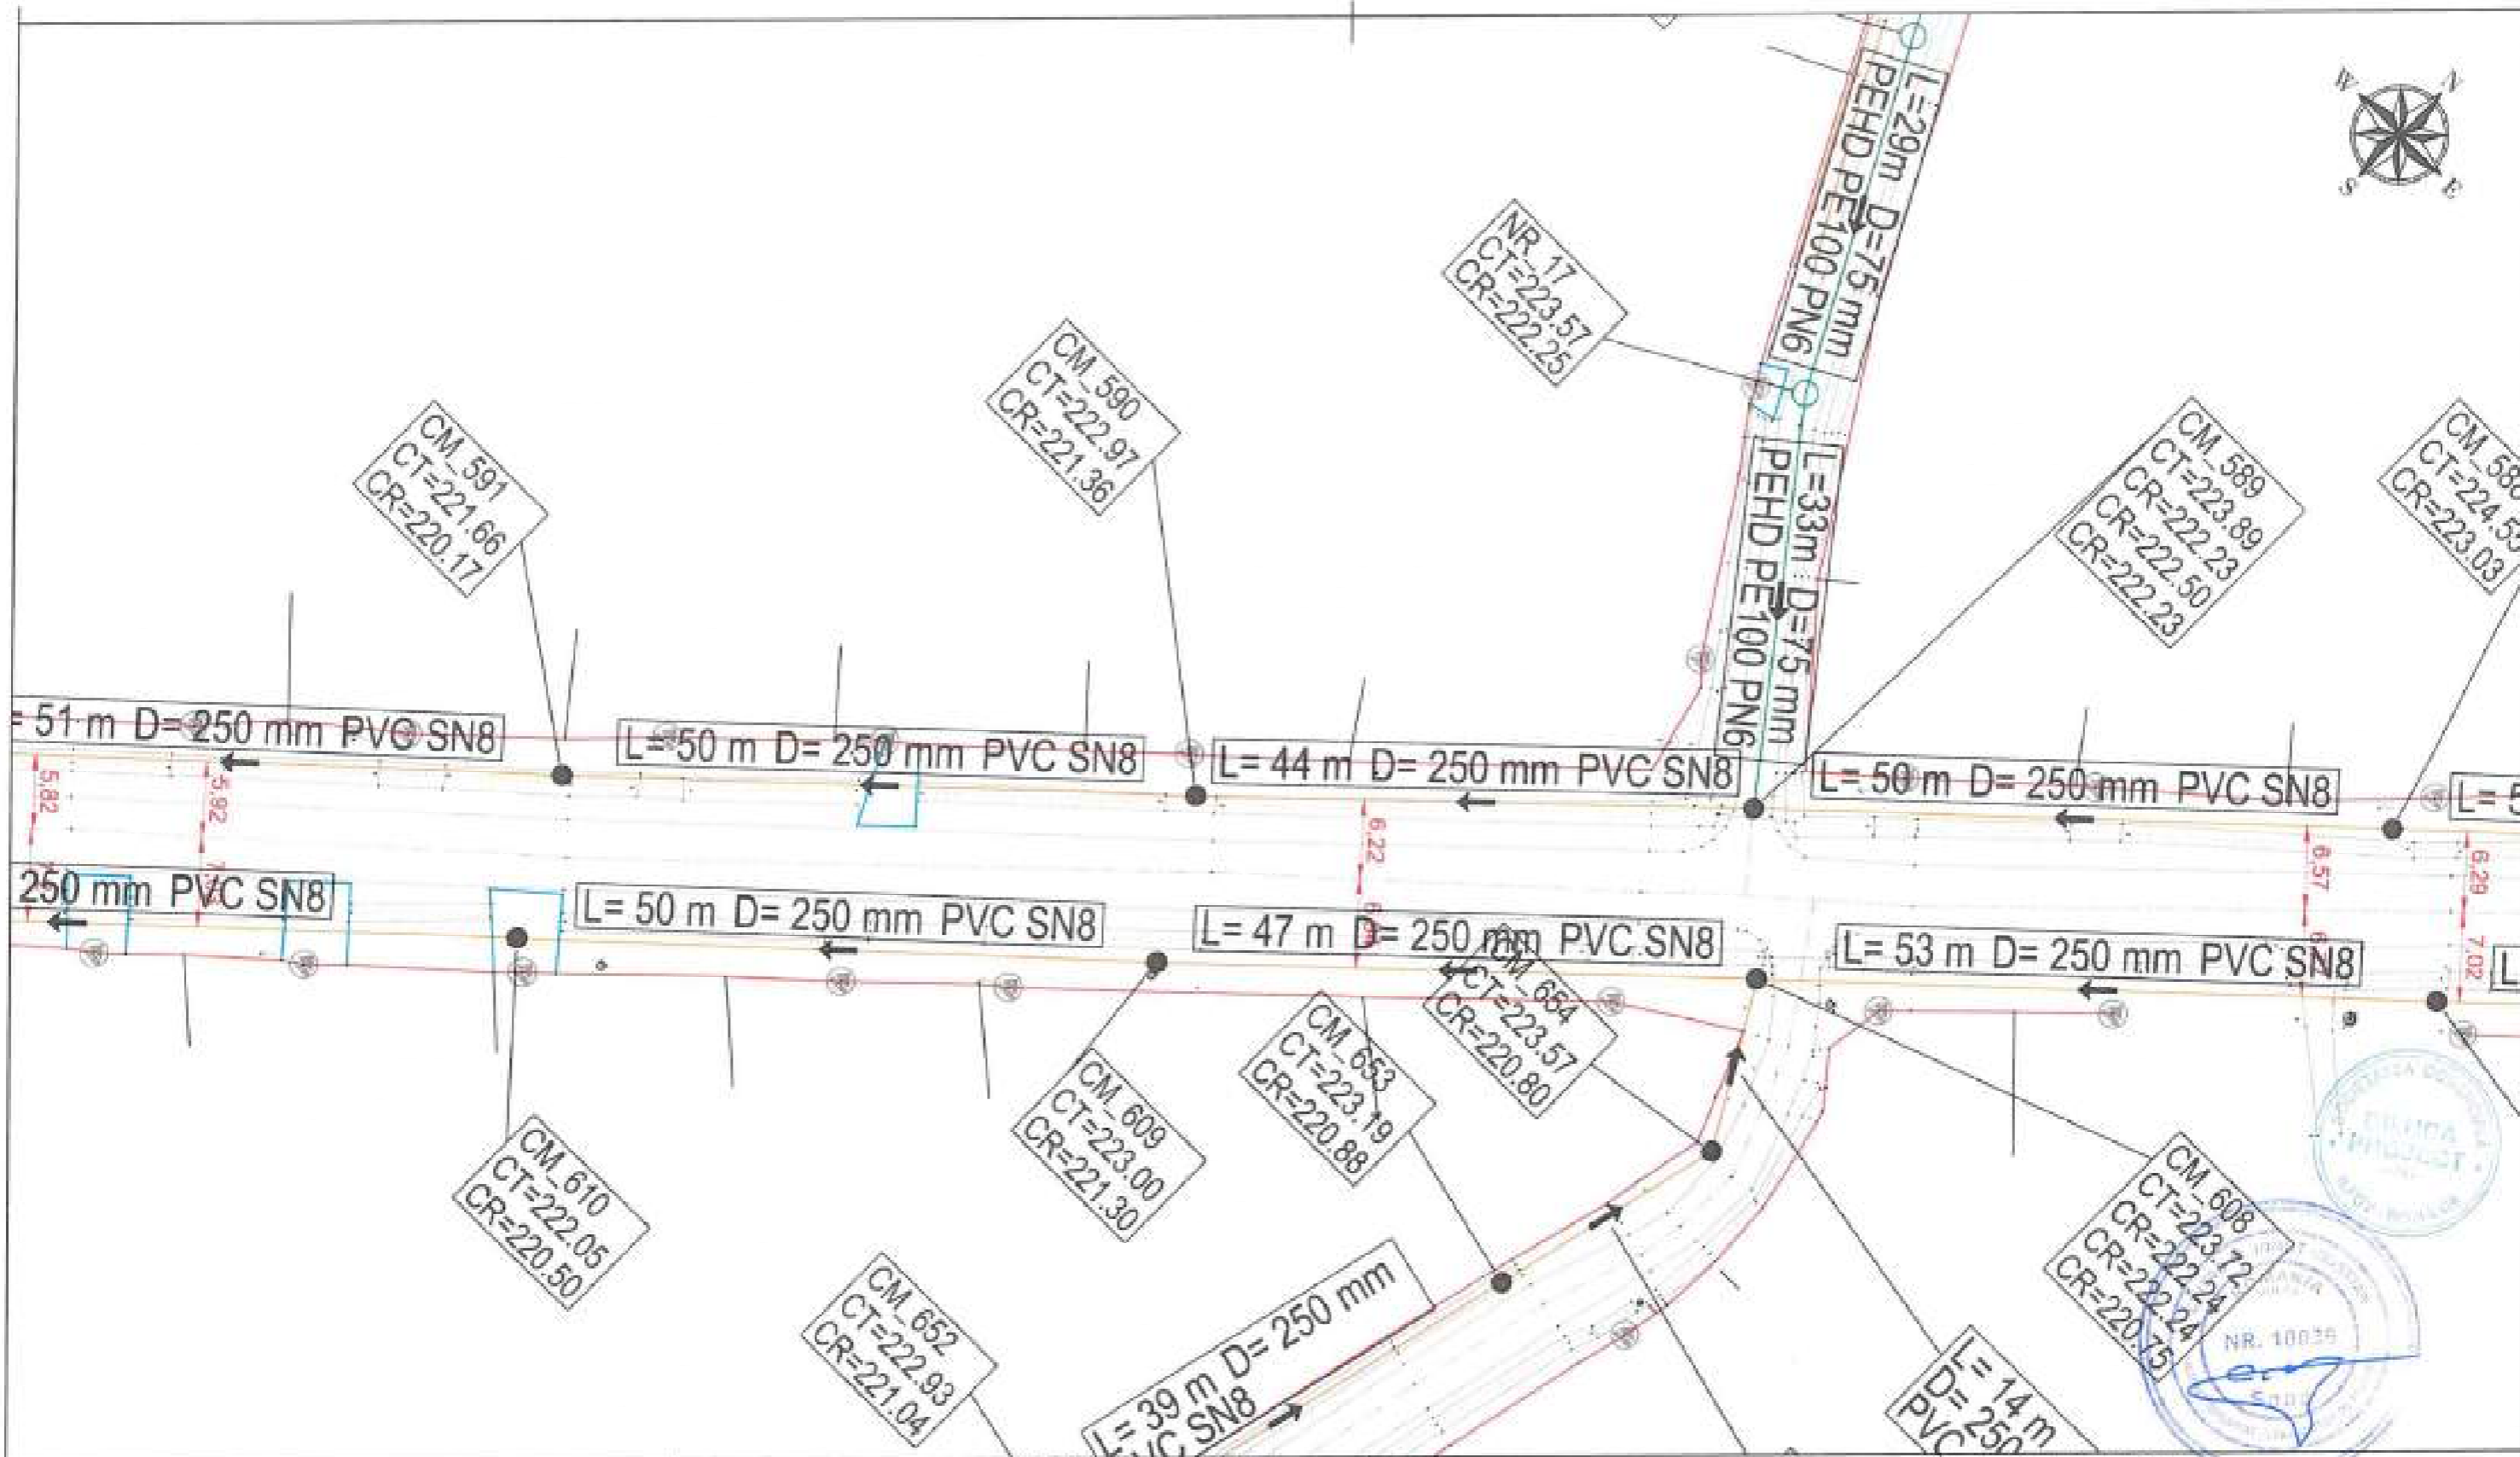 W
N
S
E
L=29m D=75 mm
PEHD PE100 PN6
NR_17
CT=223.57
CR=222.25
L=33m D=75 mm
PEHD PE100 PN6
CM_591
CT=221.66
CR=220.17
CM_590
CT=222.97
CR=221.36
CM_589
CT=223.89
CR=222.23
CR=222.50
CR=222.23
CT=224.55
CR=223.03
= 51 m D= 250 mm PVC SN8
L= 50 m D= 250 mm PVC SN8
L= 44 m D= 250 mm PVC SN8
L= 50 m D= 250 mm PVC SN8
L= 5
5,82
5,92
6,22
6,57
6,29
7,02
250 mm PVC SN8
L= 50 m D= 250 mm PVC SN8
L= 47 m D= 250 mm PVC SN8
L= 53 m D= 250 mm PVC SN8
L
CM_610
CT=222.05
CR=220.50
CM_609
CT=223.00
CR=221.30
CM_653
CT=223.19
CR=220.88
CM_654
CT=223.57
CR=220.80
CM_608
CT=223.72
CR=222.24
CR=222.24
CR=220.75
CM_652
CT=222.93
CR=221.04
L= 39 m D= 250 mm
VC SN8
L= 14 m
D= 250
PVC
PROJECT